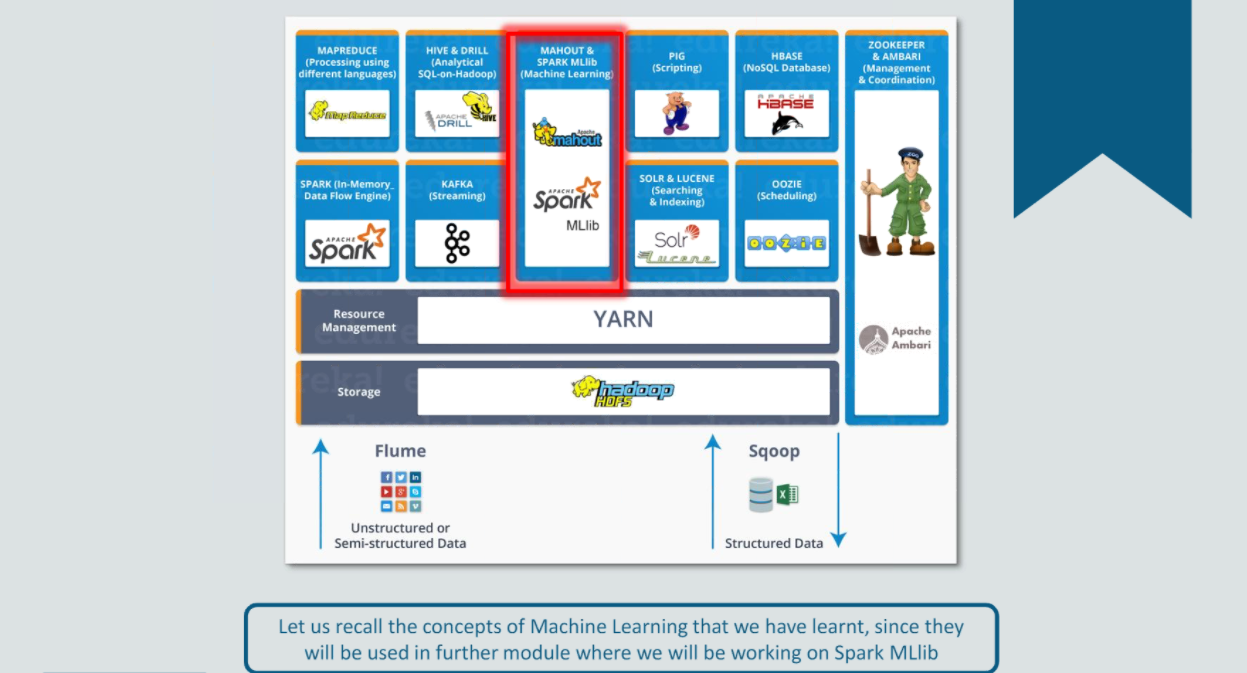 MAPREDUCE
(Processing using
different languages)
MapReduce
HIVE & DRILL
(Analytical
SQL-on-Hadoop)
APACHE
DRILL
HIVE
MAHOUT &
SPARK MLlib
(Machine Learning)
Apache
mahout
APACHE
Spark
MLlib
PIG
(Scripting)
HBASE
(NoSQL Database)
APACHE
HBASE
ZOOKEEPER
& AMBARI
(Management
& Coordination)
Apache
Ambari
SPARK (In-Memory,
Data Flow Engine)
APACHE
Spark
KAFKA
(Streaming)
SOLR & LUCENE
(Searching
& Indexing)
Solr
Lucene
OOZIE
(Scheduling)
OOZIE
Resource
Management
YARN
Storage
hadoop
HDFS
Flume
Unstructured or
Semi-structured Data
Sqoop
Structured Data
Let us recall the concepts of Machine Learning that we have learnt, since they
will be used in further module where we will be working on Spark MLlib